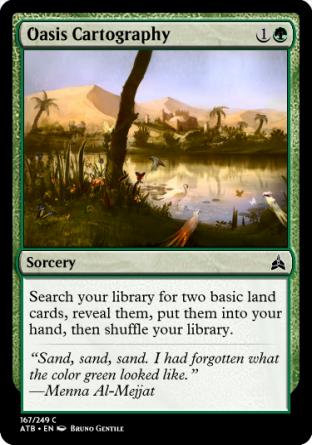 Oasis Cartography 1
Sorcery
Search your library for two basic land
cards, reveal them, put them into your
hand, then shuffle your library.
“Sand, sand, sand. I had forgotten what
the color green looked like.”
—Menna Al-Mejjat
167/249 C
ATB • EN Bruno Gentile